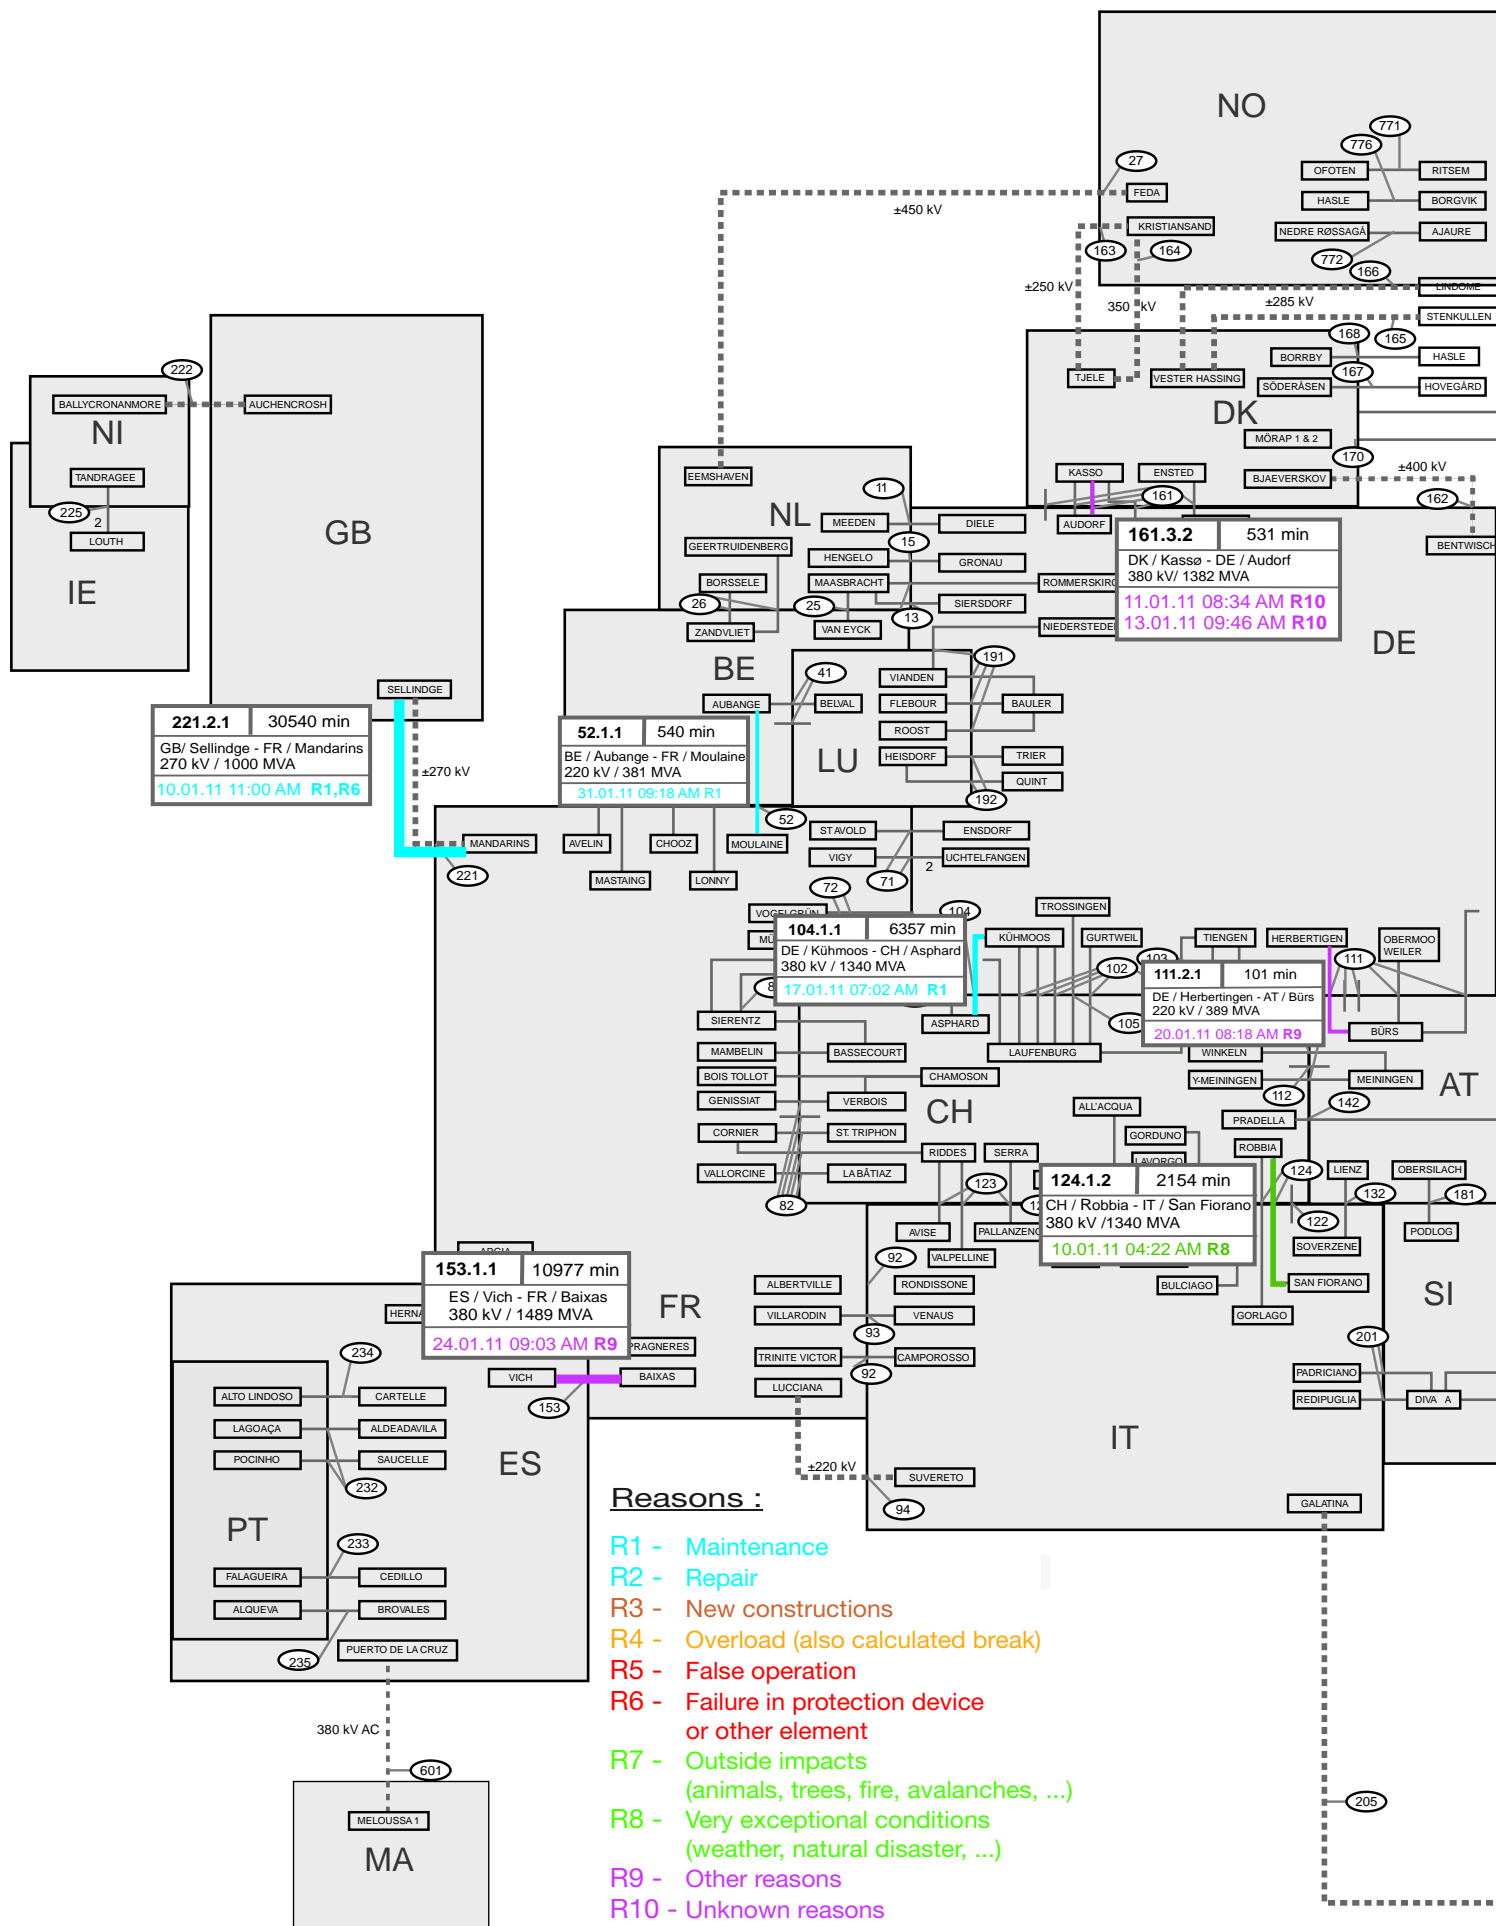 NO
771
776
27
OFOTEN
RITSEM
FEDA
HASLE
BORGVIK
±450 kV
KRISTIANSAND
NEDRE RØSSAGÅ
AJAURE
163
164
772
166
±250 kV
LINDOME
350 kV
±285 kV
STENKULLEN
168
165
BORRBY
HASLE
222
167
TJELE
VESTER HASSING
SÖDERÅSEN
HOVEGÅRD
BALLYCRONANMORE
AUCHENCROSH
DK
NI
MÖRAP 1 & 2
170
TANDRAGEE
EEMSHAVEN
KASSO
ENSTED
BJAEVERSKOV
±400 kV
11
161
162
225
2
NL
MEEDEN
DIELE
AUDORF
GB
LOUTH
15
BENTWISCH
161.3.2
531 min
DK / Kassø - DE / Audorf
380 kV/ 1382 MVA
11.01.11 08:34 AM R10
13.01.11 09:46 AM R10
GEERTRUIDENBERG
HENGELO
GRONAU
BORSSELE
MAASBRACHT
ROMMERSKIRC
IE
26
25
SIERSDORF
13
ZANDVLIET
VAN EYCK
NIEDERSTEDE
DE
BE
191
41
VIANDEN
SELLINDGE
AUBANGE
BELVAL
FLEBOUR
BAULER
221.2.1
30540 min
GB/ Sellindge - FR / Mandarins
270 kV / 1000 MVA
10.01.11 11:00 AM R1,R6
52.1.1
540 min
BE / Aubange - FR / Moulaine
220 kV / 381 MVA
31.01.11 09:18 AM R1
ROOST
LU
HEISDORF
TRIER
±270 kV
QUINT
192
52
ST AVOLD
ENSDORF
MANDARINS
AVELIN
CHOOZ
MOULAINE
VIGY
UCHTELFANGEN
2
221
MASTAING
LONNY
71
72
TROSSINGEN
VOGELGRÜN
104
104.1.1
6357 min
DE / Kühmoos - CH / Asphard
380 kV / 1340 MVA
17.01.11 07:02 AM R1
KÜHMOOS
GURTWEIL
TIENGEN
HERBERTIGEN
OBERMOO
WEILER
103
111
102
111.2.1
101 min
DE / Herbertingen - AT / Bürs
220 kV / 389 MVA
20.01.11 08:18 AM R9
SIERENTZ
ASPHARD
105
BÜRS
MAMBELIN
BASSECOURT
LAUFENBURG
WINKELN
BOIS TOLLOT
CHAMOSON
Y-MEININGEN
MEININGEN
AT
GENISSIAT
VERBOIS
CH
ALL'ACQUA
112
142
PRADELLA
CORNIER
ST. TRIPHON
GORDUNO
RIDDES
SERRA
LAVORGO
ROBBIA
VALLORCINE
LA BÂTIAZ
124.1.2
2154 min
CH / Robbia - IT / San Fiorano
380 kV /1340 MVA
10.01.11 04:22 AM R8
124
LIENZ
OBERSILACH
123
132
181
82
122
AVISE
PALLANZENO
PODLOG
SOVERZENE
VALPELLINE
92
153.1.1
10977 min
ES / Vich - FR / Baixas
380 kV / 1489 MVA
24.01.11 09:03 AM R9
ALBERTVILLE
RONDISSONE
BULCIAGO
SAN FIORANO
SI
FR
VILLARODIN
VENAUS
GORLAGO
93
201
PRAGNERES
234
TRINITE VICTOR
CAMPOROSSO
92
PADRICIANO
VICH
BAIXAS
LUCCIANA
ALTO LINDOSO
CARTELLE
REDIPUGLIA
DIVA A
153
LAGOAÇA
ALDEADAVILA
IT
POCINHO
SAUCELLE
ES
±220 kV
SUVERETO
232
Reasons :
94
GALATINA
PT
233
R1 - Maintenance
FALAGUEIRA
CEDILLO
R2 - Repair
ALQUEVA
BROVALES
R3 - New constructions
R4 - Overload (also calculated break)
PUERTO DE LA CRUZ
235
R5 - False operation
R6 - Failure in protection device
or other element
380 kV AC
R7 - Outside impacts
(animals, trees, fire, avalanches, ...)
601
205
MELOUSSA 1
R8 - Very exceptional conditions
(weather, natural disaster, ...)
MA
R9 - Other reasons
R10 - Unknown reasons